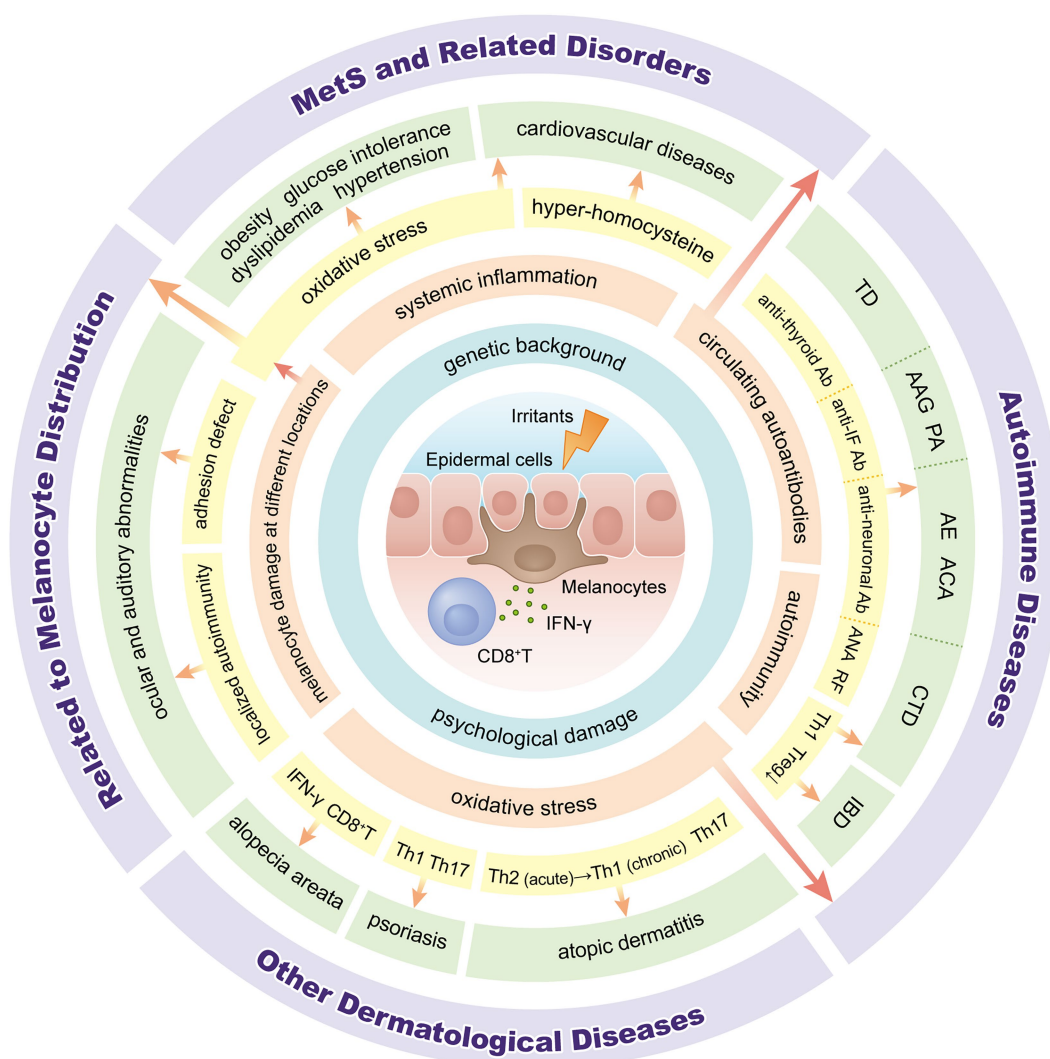 MetS and Related Disorders
obesity glucose intolerance
dyslipidemia hypertension
cardiovascular diseases
oxidative stress
hyper-homocysteine
systemic inflammation
genetic background
psychological damage
Irritants
Epidermal cells
Melanocytes
IFN-γ
CD8⁺T
circulating autoantibodies
autoimmunity
oxidative stress
melanocyte damage at different locations
anti-thyroid Ab
anti-IF Ab
anti-neuronal Ab
ANA RF
Th1 Treg↓
TD
AAG PA
AE ACA
CTD
IBD
Autoimmune Diseases
Th2 (acute)→Th1 (chronic) Th17
Th1 Th17
IFN-γ CD8⁺T
atopic dermatitis
psoriasis
alopecia areata
Other Dermatological Diseases
adhesion defect
localized autoimmunity
ocular and auditory abnormalities
Related to Melanocyte Distribution